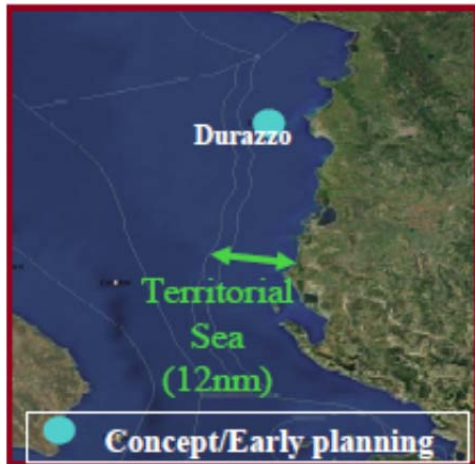 Durazzo
Territorial
Sea
(12nm)
Concept/Early planning